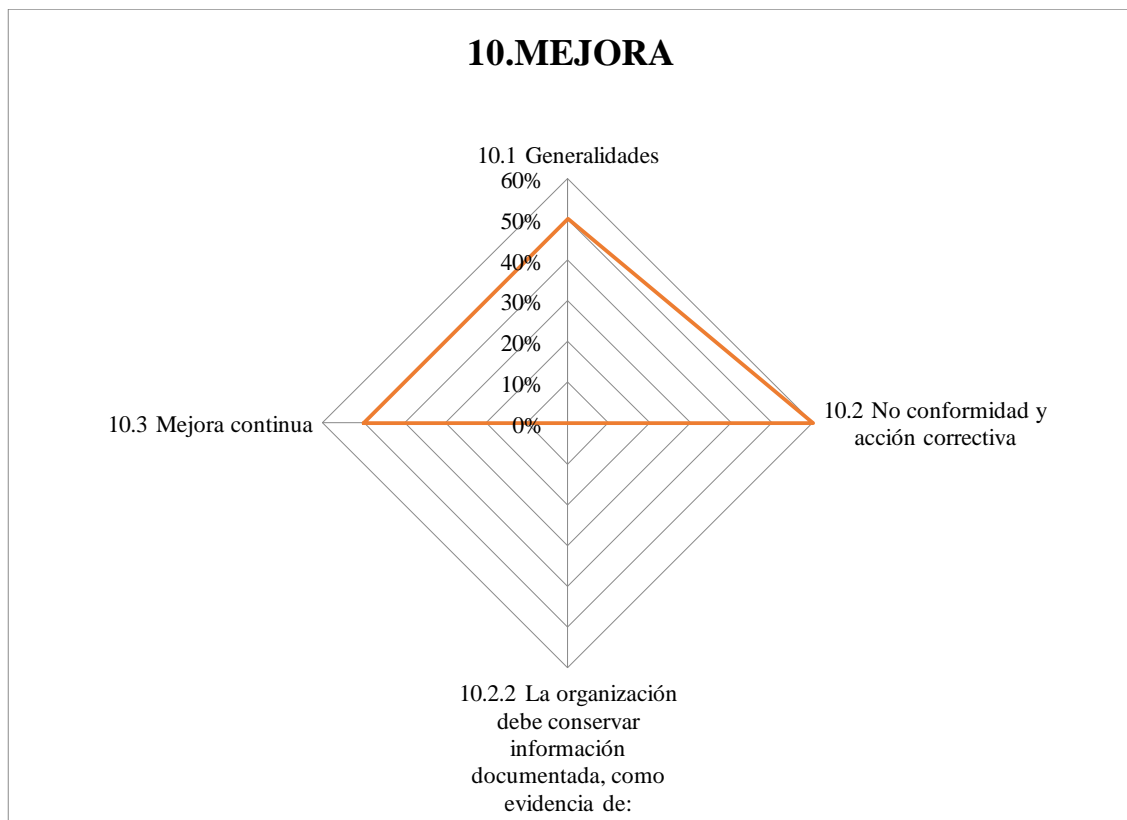 10.MEJORA
10.1 Generalidades
60%
50%
40%
30%
20%
10%
0%
10.2 No conformidad y
acción correctiva
10.3 Mejora continua
10.2.2 La organización
debe conservar
información
documentada, como
evidencia de: